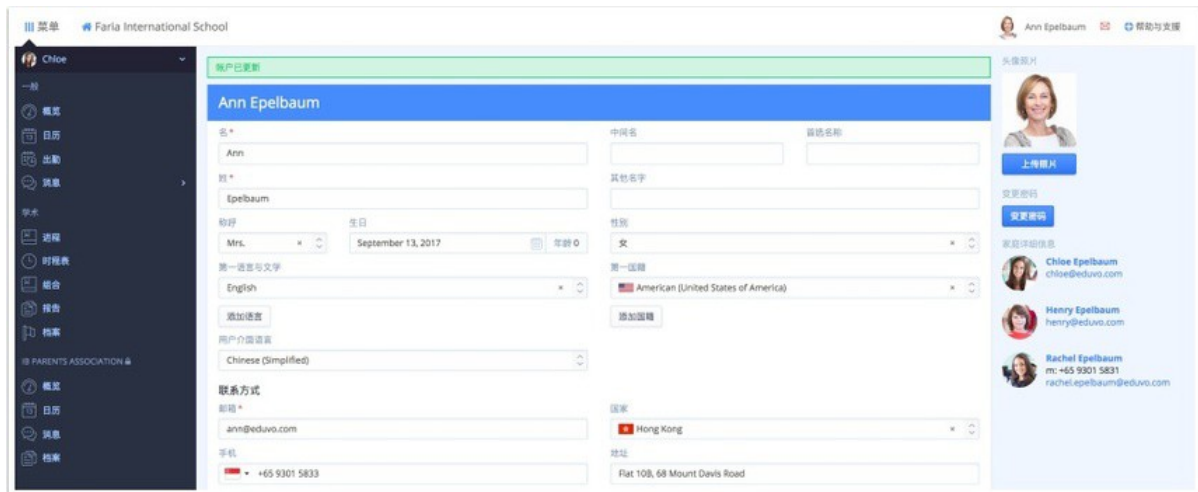 菜单 Faria International School Ann Epelbaum 帮助与支援
Chloe
一般
概览
日历
出勤
消息
学术
进程
时程表
组合
报告
档案
IB PARENTS ASSOCIATION
概览
日历
消息
档案
账户已更新
Ann Epelbaum
名* 中间名 首选名称
Ann
姓* 其他名字
Epelbaum
称呼 生日 性别
Mrs. September 13, 2017 年龄 0 女
第一语言与文学 第一国籍
English American (United States of America)
添加语言 添加国籍
用户介面语言
Chinese (Simplified)
联系方式
邮箱* 国家
ann@eduvo.com Hong Kong
手机 地址
+65 9301 5833 Flat 10B, 68 Mount Davis Road
头像照片
上传照片
变更密码
变更密码
家庭详细信息
Chloe Epelbaum
chloe@eduvo.com
Henry Epelbaum
henry@eduvo.com
Rachel Epelbaum
m: +65 9301 5831
rachel.epelbaum@eduvo.com